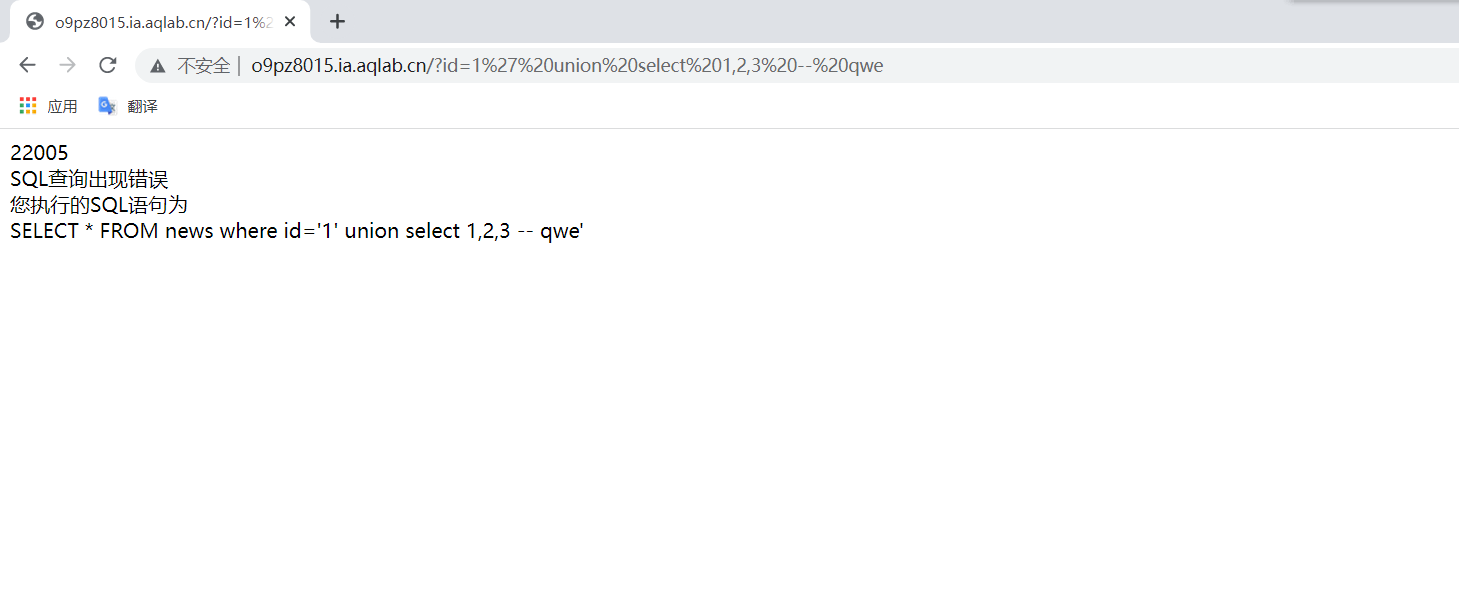 o9pz8015.ia.aqlab.cn/?id=1%2
不安全 | o9pz8015.ia.aqlab.cn/?id=1%27%20union%20select%201,2,3%20--%20qwe
应用 翻译
22005
SQL查询出现错误
您执行的SQL语句为
SELECT * FROM news where id='1' union select 1,2,3 -- qwe'